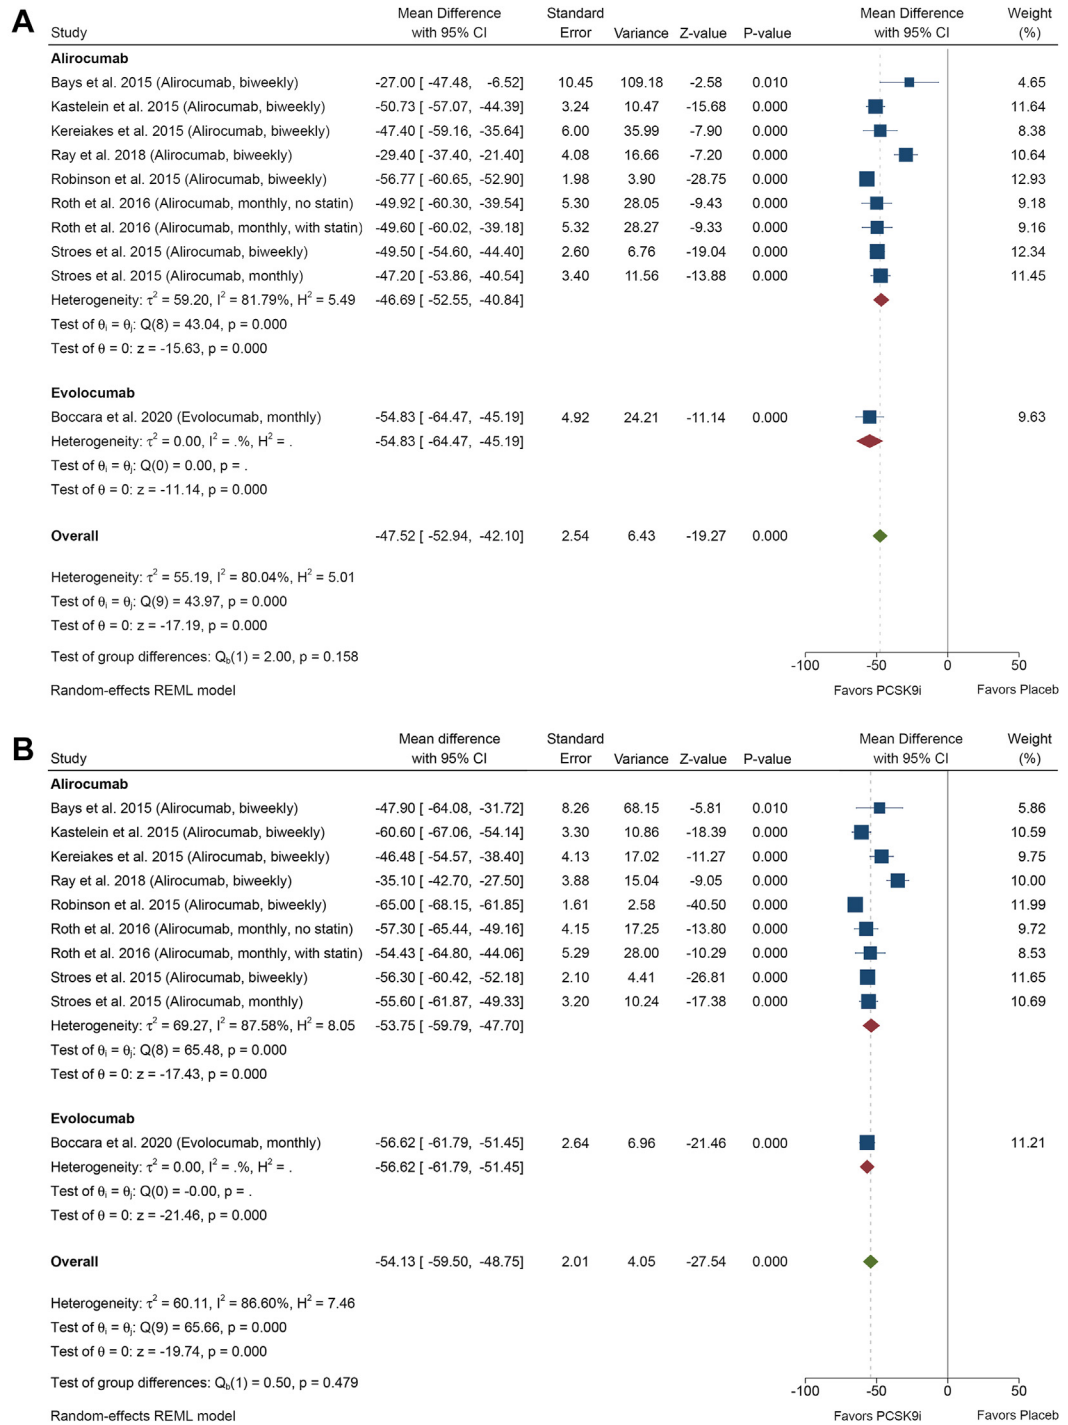 A
Mean Difference Standard Mean Difference Weight
Study with 95% CI Error Variance Z-value P-value with 95% CI (%)
Alirocumab
Bays et al. 2015 (Alirocumab, biweekly) -27.00 [ -47.48, -6.52] 10.45 109.18 -2.58 0.010 4.65
Kastelein et al. 2015 (Alirocumab, biweekly) -50.73 [ -57.07, -44.39] 3.24 10.47 -15.68 0.000 11.64
Kereiakes et al. 2015 (Alirocumab, biweekly) -47.40 [ -59.16, -35.64] 6.00 35.99 -7.90 0.000 8.38
Ray et al. 2018 (Alirocumab, biweekly) -29.40 [ -37.40, -21.40] 4.08 16.66 -7.20 0.000 10.64
Robinson et al. 2015 (Alirocumab, biweekly) -56.77 [ -60.65, -52.90] 1.98 3.90 -28.75 0.000 12.93
Roth et al. 2016 (Alirocumab, monthly, no statin) -49.92 [ -60.30, -39.54] 5.30 28.05 -9.43 0.000 9.18
Roth et al. 2016 (Alirocumab, monthly, with statin) -49.60 [ -60.02, -39.18] 5.32 28.27 -9.33 0.000 9.16
Stroes et al. 2015 (Alirocumab, biweekly) -49.50 [ -54.60, -44.40] 2.60 6.76 -19.04 0.000 12.34
Stroes et al. 2015 (Alirocumab, monthly) -47.20 [ -53.86, -40.54] 3.40 11.56 -13.88 0.000 11.45
Heterogeneity: τ² = 59.20, I² = 81.79%, H² = 5.49 -46.69 [ -52.55, -40.84]
Test of θi = θj: Q(8) = 43.04, p = 0.000
Test of θ = 0: z = -15.63, p = 0.000
Evolocumab
Boccara et al. 2020 (Evolocumab, monthly) -54.83 [ -64.47, -45.19] 4.92 24.21 -11.14 0.000 9.63
Heterogeneity: τ² = 0.00, I² = .%, H² = . -54.83 [ -64.47, -45.19]
Test of θi = θj: Q(0) = 0.00, p = .
Test of θ = 0: z = -11.14, p = 0.000
Overall -47.52 [ -52.94, -42.10] 2.54 6.43 -19.27 0.000
Heterogeneity: τ² = 55.19, I² = 80.04%, H² = 5.01
Test of θi = θj: Q(9) = 43.97, p = 0.000
Test of θ = 0: z = -17.19, p = 0.000
Test of group differences: Qb(1) = 2.00, p = 0.158
-100 -50 0 50
Random-effects REML model Favors PCSK9i Favors Placeb
B
Mean difference Standard Mean Difference Weight
Study with 95% CI Error Variance Z-value P-value with 95% CI (%)
Alirocumab
Bays et al. 2015 (Alirocumab, biweekly) -47.90 [ -64.08, -31.72] 8.26 68.15 -5.81 0.010 5.86
Kastelein et al. 2015 (Alirocumab, biweekly) -60.60 [ -67.06, -54.14] 3.30 10.86 -18.39 0.000 10.59
Kereiakes et al. 2015 (Alirocumab, biweekly) -46.48 [ -54.57, -38.40] 4.13 17.02 -11.27 0.000 9.75
Ray et al. 2018 (Alirocumab, biweekly) -35.10 [ -42.70, -27.50] 3.88 15.04 -9.05 0.000 10.00
Robinson et al. 2015 (Alirocumab, biweekly) -65.00 [ -68.15, -61.85] 1.61 2.58 -40.50 0.000 11.99
Roth et al. 2016 (Alirocumab, monthly, no statin) -57.30 [ -65.44, -49.16] 4.15 17.25 -13.80 0.000 9.72
Roth et al. 2016 (Alirocumab, monthly, with statin) -54.43 [ -64.80, -44.06] 5.29 28.00 -10.29 0.000 8.53
Stroes et al. 2015 (Alirocumab, biweekly) -56.30 [ -60.42, -52.18] 2.10 4.41 -26.81 0.000 11.65
Stroes et al. 2015 (Alirocumab, monthly) -55.60 [ -61.87, -49.33] 3.20 10.24 -17.38 0.000 10.69
Heterogeneity: τ² = 69.27, I² = 87.58%, H² = 8.05 -53.75 [ -59.79, -47.70]
Test of θi = θj: Q(8) = 65.48, p = 0.000
Test of θ = 0: z = -17.43, p = 0.000
Evolocumab
Boccara et al. 2020 (Evolocumab, monthly) -56.62 [ -61.79, -51.45] 2.64 6.96 -21.46 0.000 11.21
Heterogeneity: τ² = 0.00, I² = .%, H² = . -56.62 [ -61.79, -51.45]
Test of θi = θj: Q(0) = -0.00, p = .
Test of θ = 0: z = -21.46, p = 0.000
Overall -54.13 [ -59.50, -48.75] 2.01 4.05 -27.54 0.000
Heterogeneity: τ² = 60.11, I² = 86.60%, H² = 7.46
Test of θi = θj: Q(9) = 65.66, p = 0.000
Test of θ = 0: z = -19.74, p = 0.000
Test of group differences: Qb(1) = 0.50, p = 0.479
-100 -50 0 50
Random-effects REML model Favors PCSK9i Favors Placeb